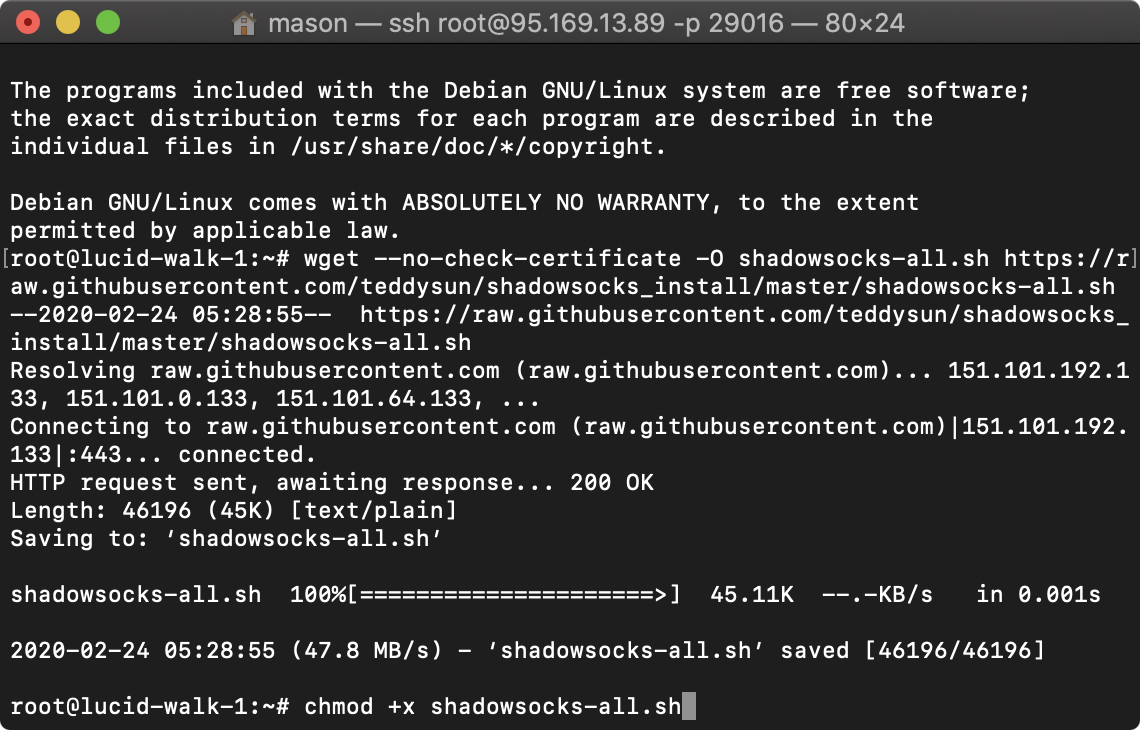 mason — ssh root@95.169.13.89 -p 29016 — 80×24
The programs included with the Debian GNU/Linux system are free software;
the exact distribution terms for each program are described in the
individual files in /usr/share/doc/*/copyright.
Debian GNU/Linux comes with ABSOLUTELY NO WARRANTY, to the extent
permitted by applicable law.
[root@lucid-walk-1:~# wget --no-check-certificate -O shadowsocks-all.sh https://r]
aw.githubusercontent.com/teddysun/shadowsocks_install/master/shadowsocks-all.sh
--2020-02-24 05:28:55--  https://raw.githubusercontent.com/teddysun/shadowsocks_
install/master/shadowsocks-all.sh
Resolving raw.githubusercontent.com (raw.githubusercontent.com)... 151.101.192.1
33, 151.101.0.133, 151.101.64.133, ...
Connecting to raw.githubusercontent.com (raw.githubusercontent.com)|151.101.192.
133|:443... connected.
HTTP request sent, awaiting response... 200 OK
Length: 46196 (45K) [text/plain]
Saving to: ‘shadowsocks-all.sh’
shadowsocks-all.sh  100%[=====================>]  45.11K  --.-KB/s   in 0.001s
2020-02-24 05:28:55 (47.8 MB/s) - ‘shadowsocks-all.sh’ saved [46196/46196]
root@lucid-walk-1:~# chmod +x shadowsocks-all.sh